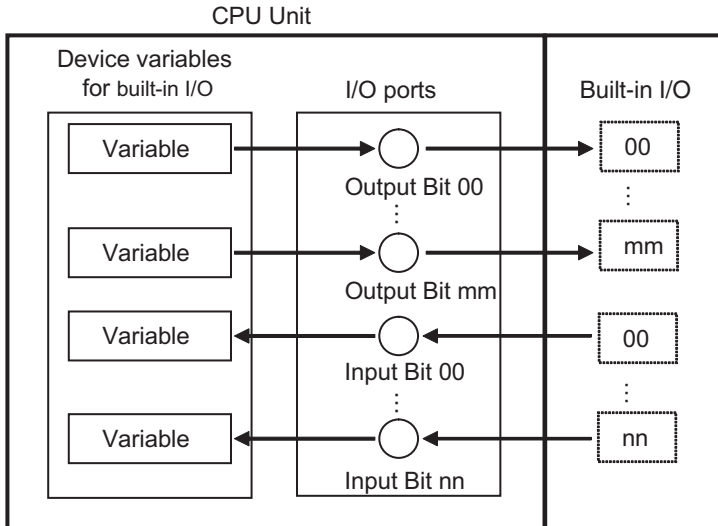 CPU Unit
Device variables
for built-in I/O
I/O ports
Built-in I/O
Variable
00
Output Bit 00
Variable
mm
Output Bit mm
Variable
00
Input Bit 00
Variable
nn
Input Bit nn